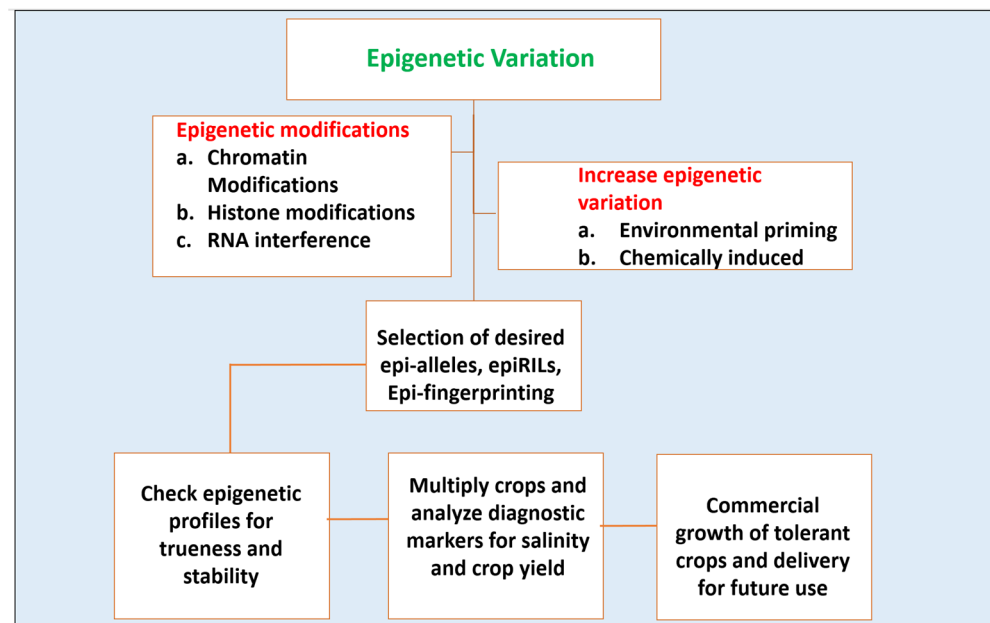 Epigenetic Variation
Epigenetic modifications
a. Chromatin
Modifications
b. Histone modifications
c. RNA interference
Increase epigenetic
variation
a. Environmental priming
b. Chemically induced
Selection of desired
epi-alleles, epiRILs,
Epi-fingerprinting
Check epigenetic
profiles for
trueness and
stability
Multiply crops and
analyze diagnostic
markers for salinity
and crop yield
Commercial
growth of tolerant
crops and delivery
for future use